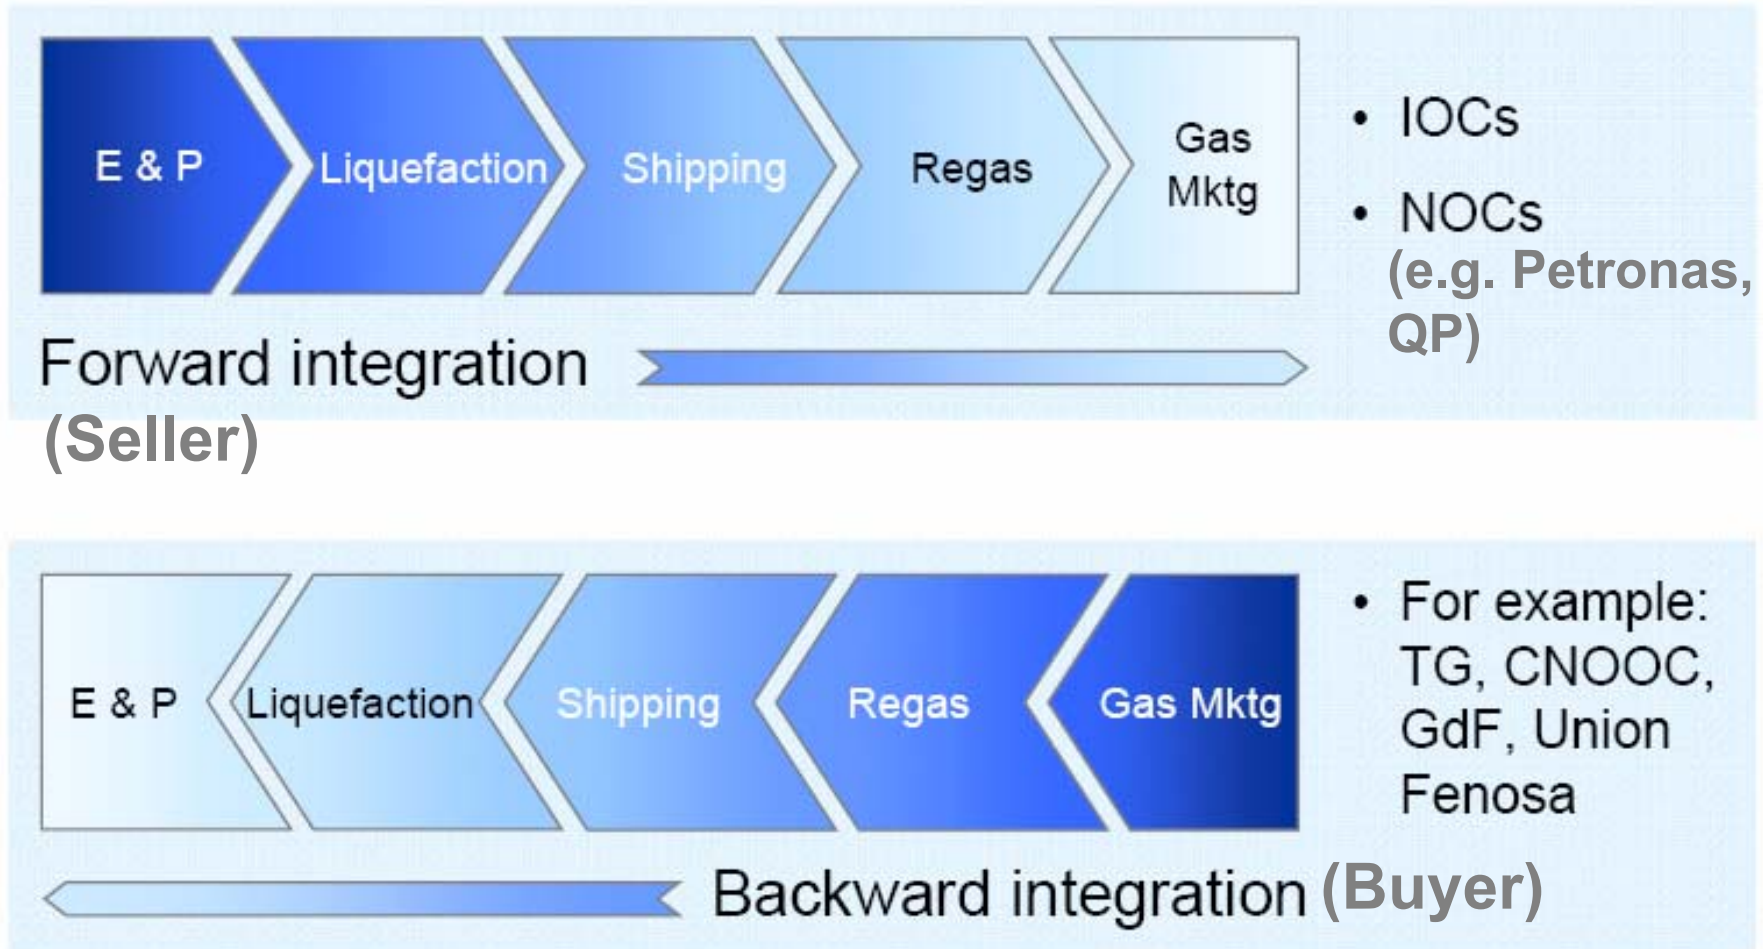 E & P
Liquefaction
Shipping
Regas
Gas
Mktg
• IOCs
• NOCs
(e.g. Petronas,
QP)
Forward integration
(Seller)
E & P
Liquefaction
Shipping
Regas
Gas Mktg
• For example:
TG, CNOOC,
GdF, Union
Fenosa
Backward integration (Buyer)